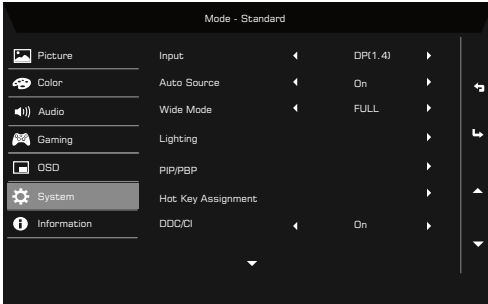 Mode - Standard
Picture
Input DP(1.4)
Color
Auto Source On
Audio
Wide Mode FULL
Gaming
Lighting
OSD
PIP/PBP
System
Hot Key Assignment
Information
DDC/CI On